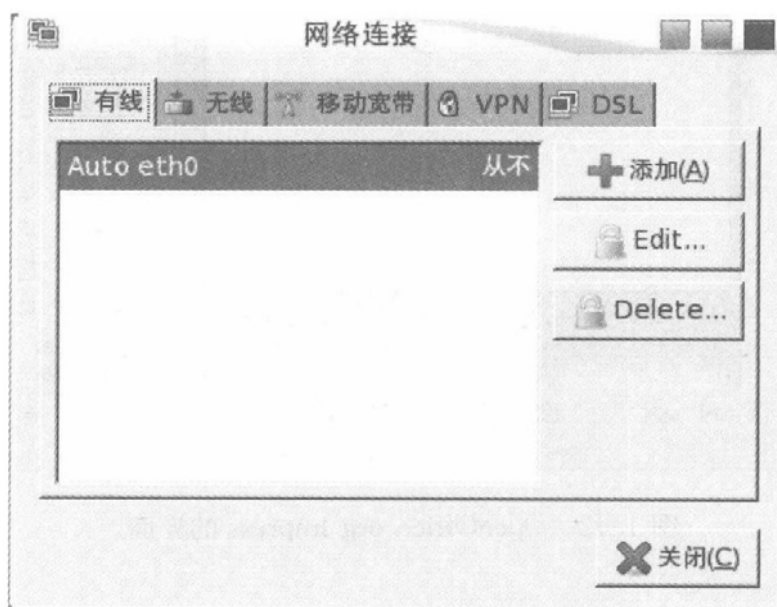 网络连接
有线 无线 移动宽带 VPN DSL
Auto eth0 从不
添加(A)
Edit...
Delete...
关闭(C)